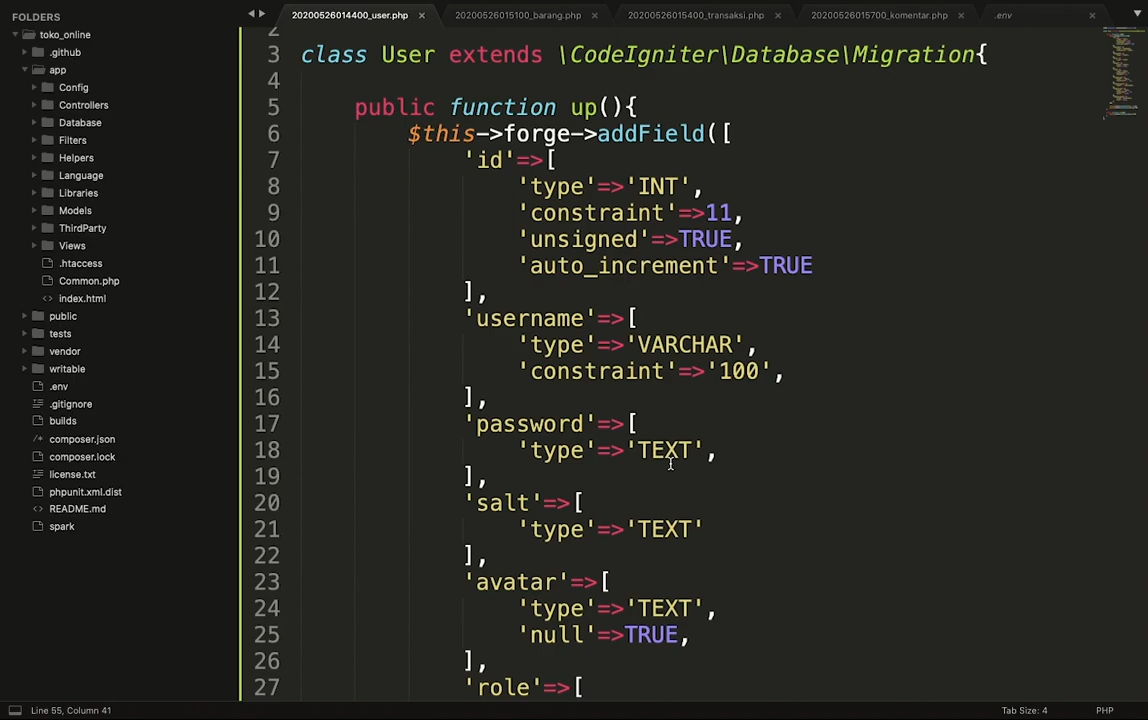 FOLDERS
toko_online
.github
app
Config
Controllers
Database
Filters
Helpers
Language
Libraries
Models
ThirdParty
Views
.htaccess
Common.php
index.html
public
tests
vendor
writable
.env
.gitignore
builds
composer.json
composer.lock
license.txt
phpunit.xml.dist
README.md
spark
20200526014400_user.php 20200526015100_barang.php 20200526015400_transaksi.php 20200526015700_komentar.php .env
2
3 class User extends \CodeIgniter\Database\Migration{
4
5 public function up(){
6 $this->forge->addField([
7 'id'=>[
8 'type'=>'INT',
9 'constraint'=>11,
10 'unsigned'=>TRUE,
11 'auto_increment'=>TRUE
12 ],
13 'username'=>[
14 'type'=>'VARCHAR',
15 'constraint'=>'100',
16 ],
17 'password'=>[
18 'type'=>'TEXT',
19 ],
20 'salt'=>[
21 'type'=>'TEXT'
22 ],
23 'avatar'=>[
24 'type'=>'TEXT',
25 'null'=>TRUE,
26 ],
27 'role'=>[
Line 55, Column 41 Tab Size: 4 PHP